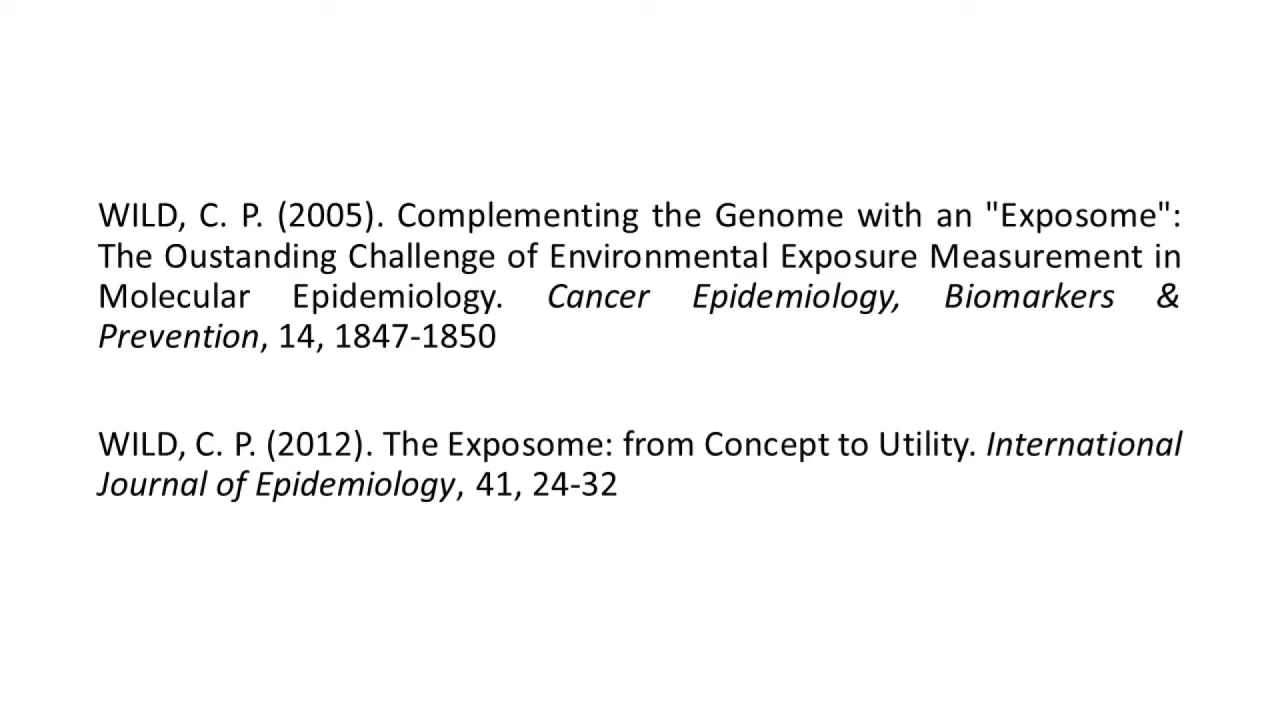 WILD, C. P. (2005). Complementing the Genome with an "Exposome":
The Oustanding Challenge of Environmental Exposure Measurement in
Molecular Epidemiology. Cancer Epidemiology, Biomarkers &
Prevention, 14, 1847-1850
WILD, C. P. (2012). The Exposome: from Concept to Utility. International
Journal of Epidemiology, 41, 24-32